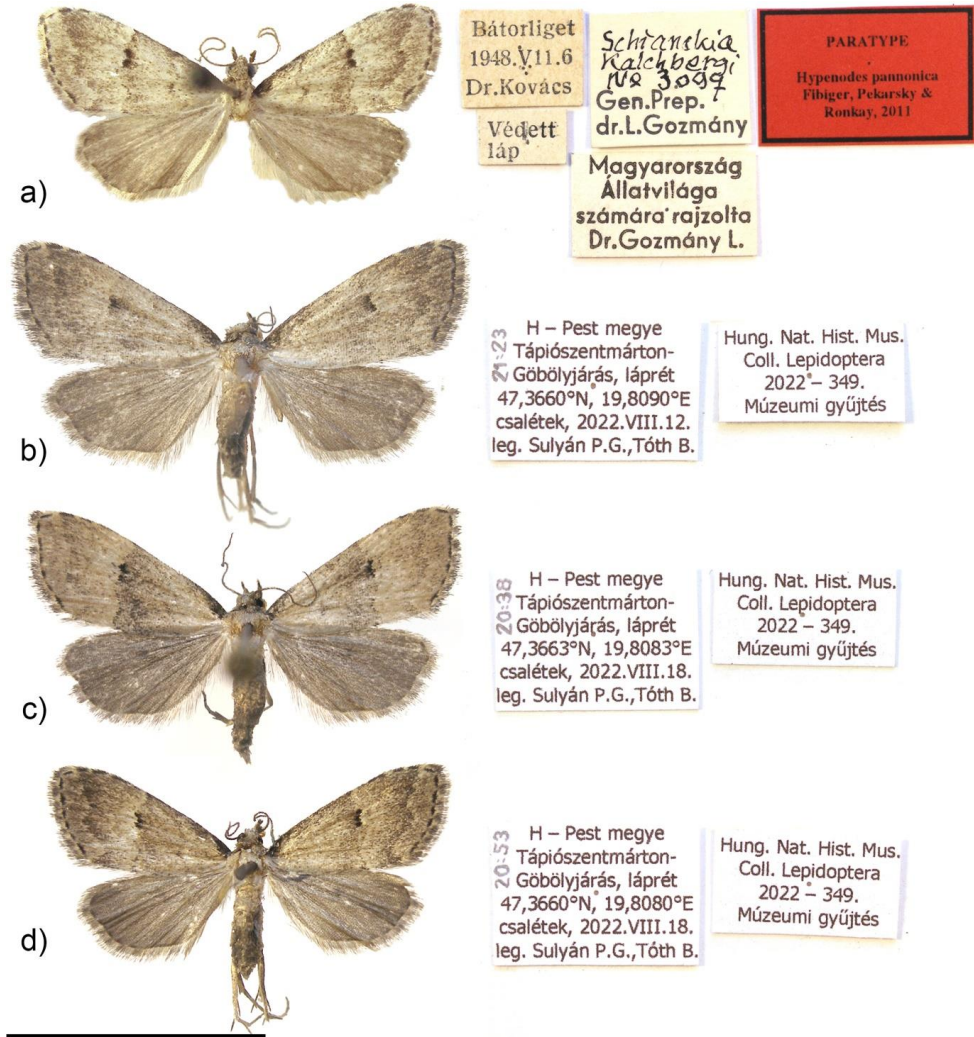 a)
Bátorliget
1948.V11.6
Dr.Kovács
Védett
láp
Schranskia
Kalchbergi
No 3099
Gen.Prep.
dr.L.Gozmány
Magyarország
Állatvilága
számára rajzolta
Dr.Gozmány L.
PARATYPE
Hypenodes pannonica
Fibiger, Pekarsky &
Ronkay, 2011
b)
21:23
H – Pest megye
Tápiószentmárton-
Göbölyjárás, láprét
47,3660°N, 19,8090°E
csalétek, 2022.VIII.12.
leg. Sulyán P.G.,Tóth B.
Hung. Nat. Hist. Mus.
Coll. Lepidoptera
2022 – 349.
Múzeumi gyűjtés
c)
20:38
H – Pest megye
Tápiószentmárton-
Göbölyjárás, láprét
47,3663°N, 19,8083°E
csalétek, 2022.VIII.18.
leg. Sulyán P.G.,Tóth B.
Hung. Nat. Hist. Mus.
Coll. Lepidoptera
2022 – 349.
Múzeumi gyűjtés
d)
20:53
H – Pest megye
Tápiószentmárton-
Göbölyjárás, láprét
47,3660°N, 19,8080°E
csalétek, 2022.VIII.18.
leg. Sulyán P.G.,Tóth B.
Hung. Nat. Hist. Mus.
Coll. Lepidoptera
2022 – 349.
Múzeumi gyűjtés